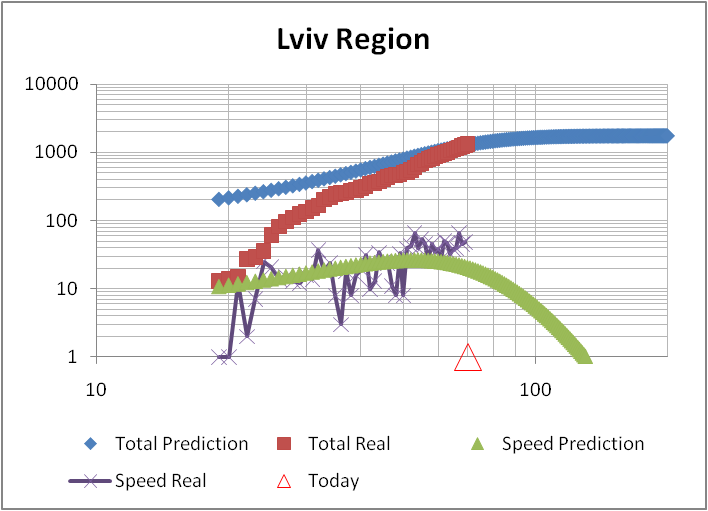 Lviv Region
10000
1000
100
10
1
10 100
Total Prediction Total Real Speed Prediction
Speed Real Today